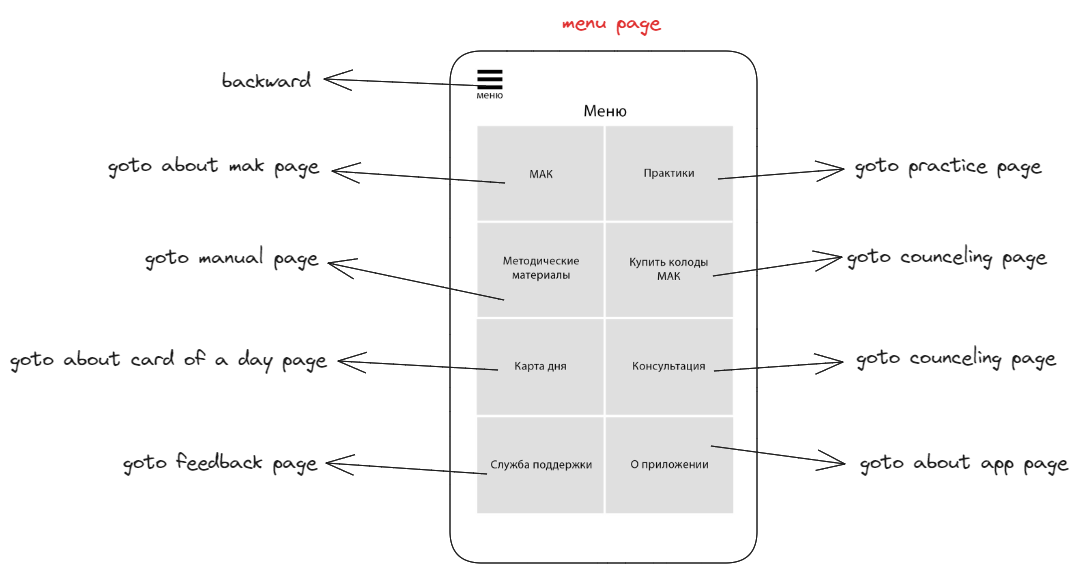 menu page
backward
меню
Меню
goto about mak page
МАК
Практики
goto practice page
goto manual page
Методические
материалы
Купить колоды
МАК
goto counceling page
goto about card of a day page
Карта дня
Консультация
goto counceling page
goto feedback page
Служба поддержки
О приложении
goto about app page